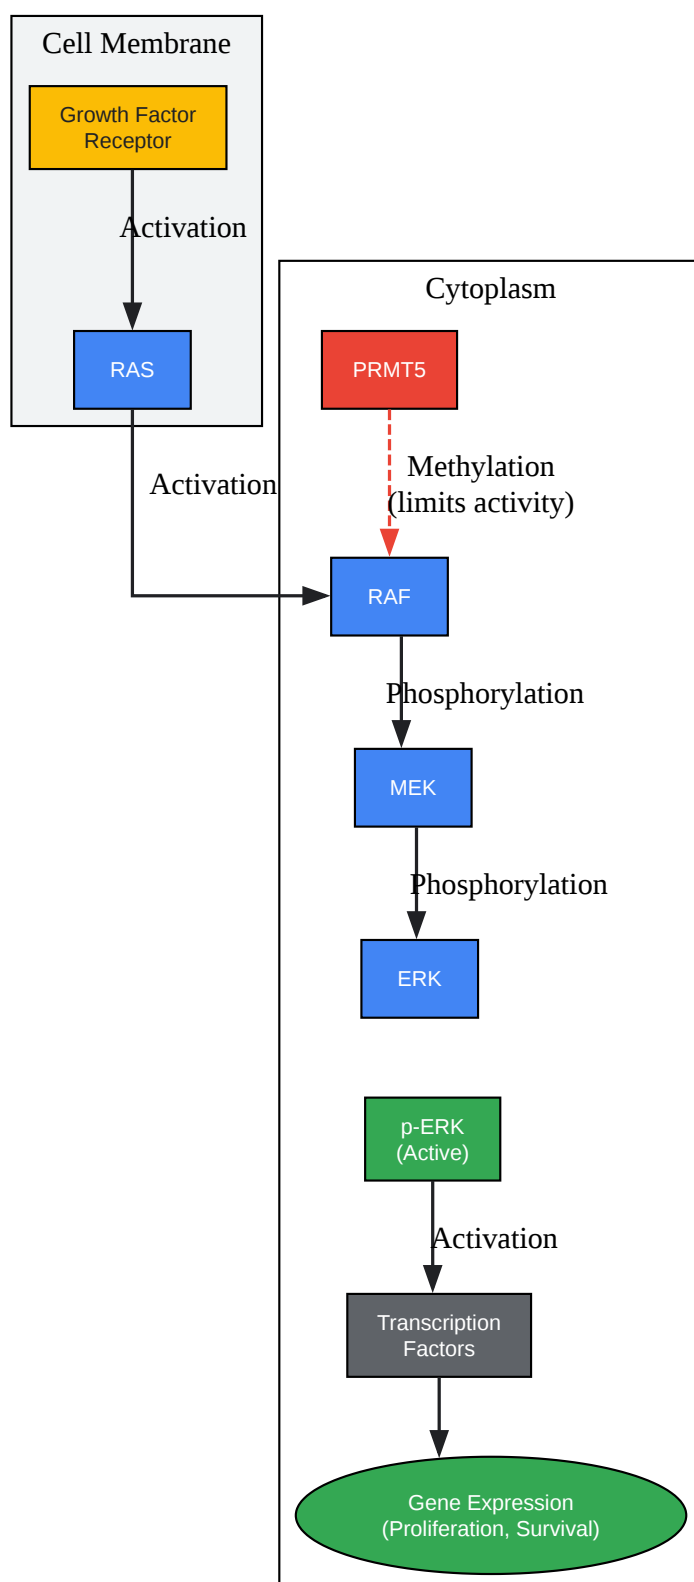 Cell Membrane
Growth Factor
Receptor
Activation
RAS
Activation
Cytoplasm
PRMT5
Methylation
(limits activity)
RAF
Phosphorylation
MEK
Phosphorylation
ERK
p-ERK
(Active)
Activation
Transcription
Factors
Gene Expression
(Proliferation, Survival)